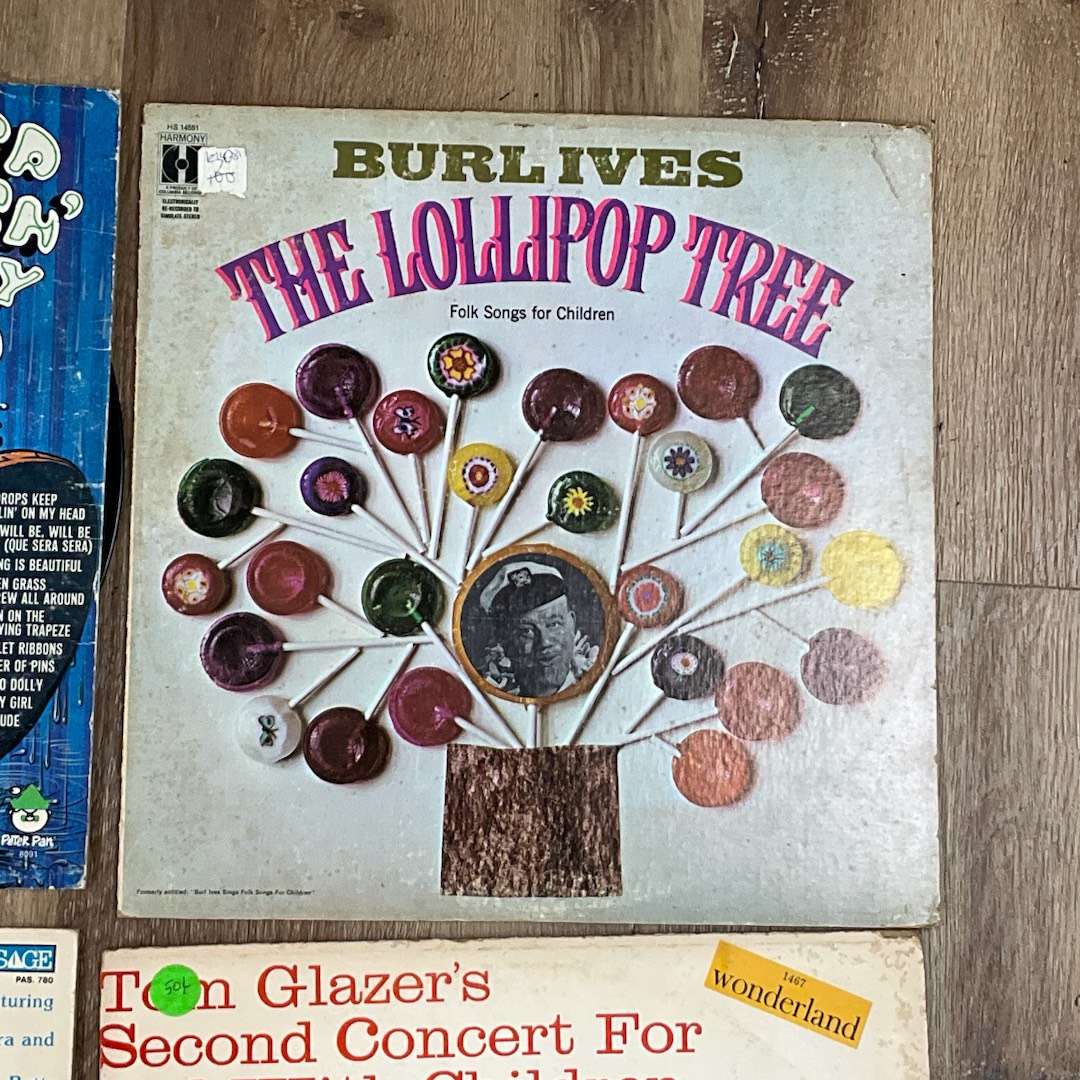 HS 14551
HARMONY
A PRODUCT OF
COLUMBIA RECORDS
ELECTRONICALLY
RE-RECORDED TO
SIMULATE STEREO
BURL IVES
THE LOLLIPOP TREE
Folk Songs for Children
Formerly entitled: "Burl Ives Sings Folk Songs For Children"
DROPS KEEP
LIN' ON MY HEAD
WILL BE, WILL BE
(QUE SERA SERA)
NG IS BEAUTIFUL
EN GRASS
REW ALL AROUND
N ON THE
YING TRAPEZE
LET RIBBONS
ER OF PINS
O DOLLY
Y GIRL
UDE
PETER PAN
8091
SAGE
PAS. 780
turing
ra and
Tom Glazer's
50¢
Second Concert For
1467
wonderland